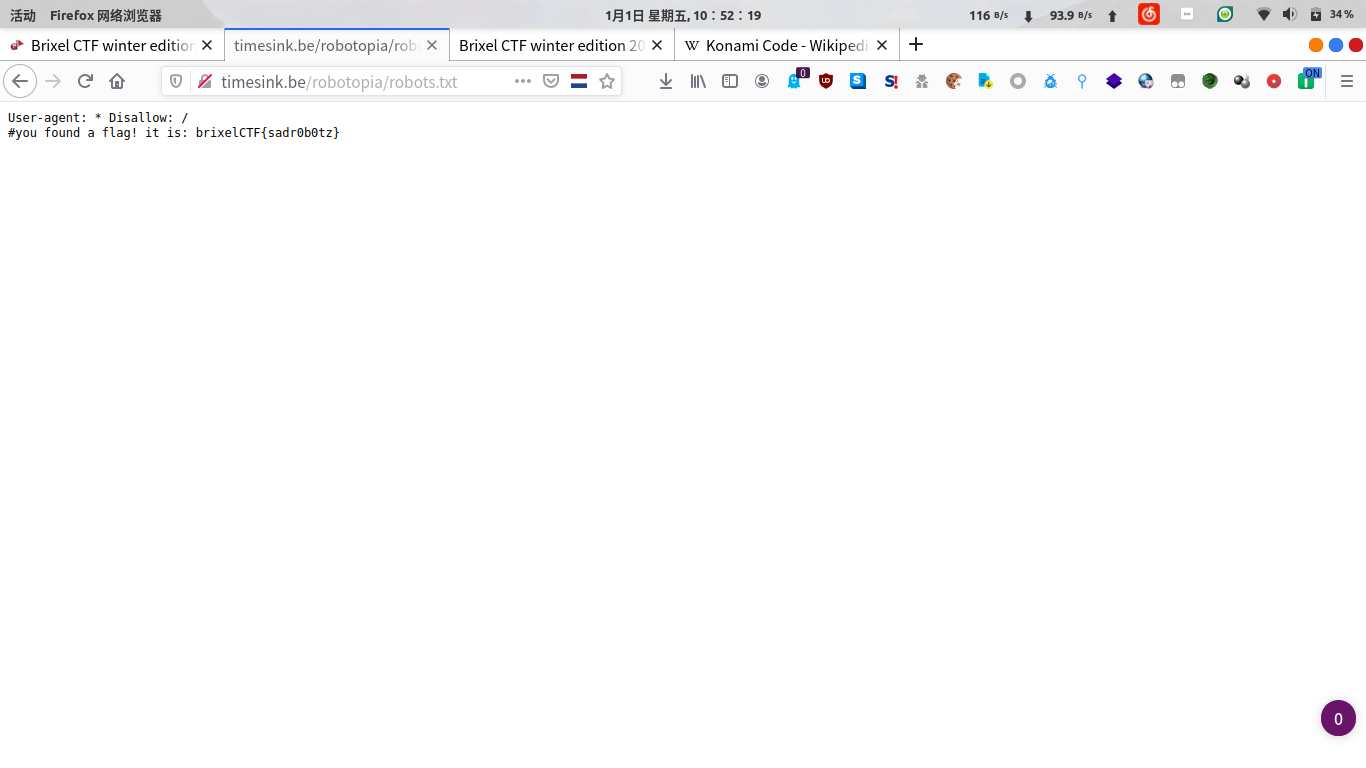 活动 Firefox 网络浏览器 1月1日 星期五, 10：52：19 116 B/s 93.9 B/s 34 %
Brixel CTF winter edition timesink.be/robotopia/rob Brixel CTF winter edition 20 Konami Code - Wikipedi
timesink.be/robotopia/robots.txt 0 S S! ON
User-agent: * Disallow: /
#you found a flag! it is: brixelCTF{sadr0b0tz}
0